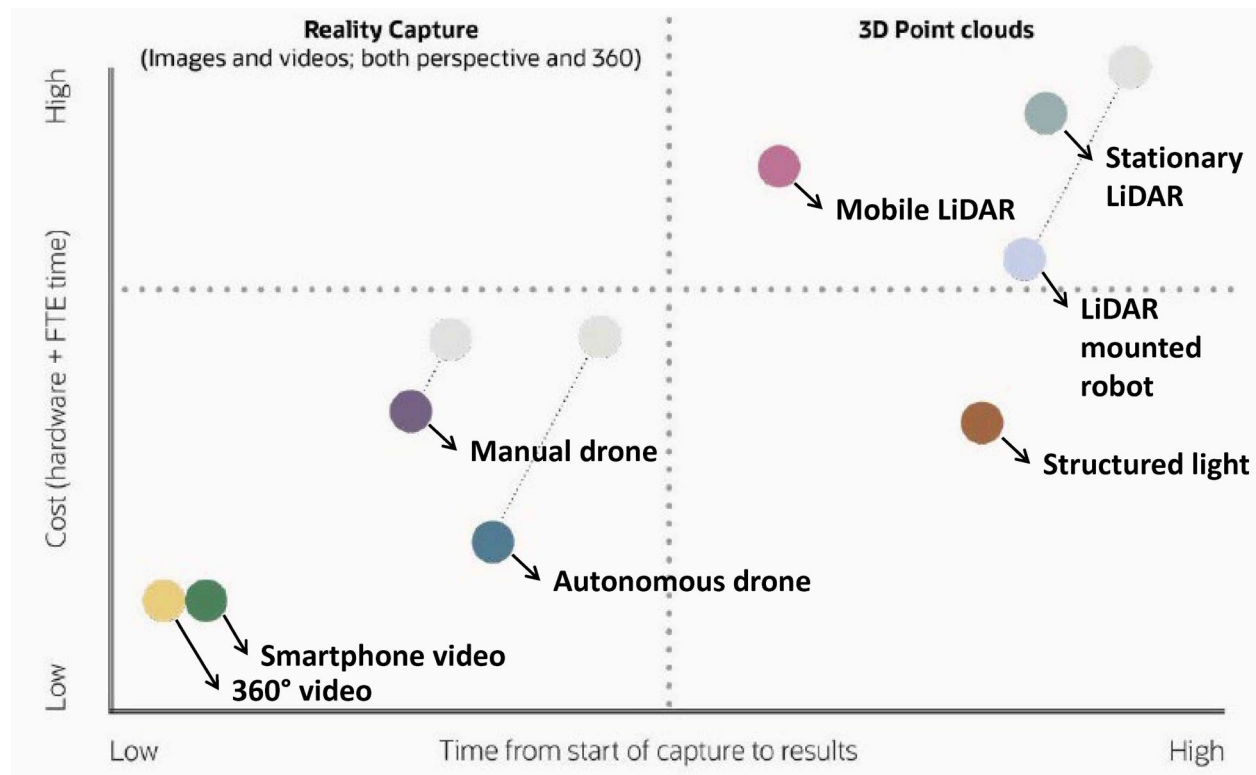 Reality Capture
(Images and videos; both perspective and 360)
3D Point clouds
High
Cost (hardware + FTE time)
Low
Stationary
LiDAR
Mobile LiDAR
LiDAR
mounted
robot
Manual drone
Structured light
Autonomous drone
Smartphone video
360° video
Low
Time from start of capture to results
High